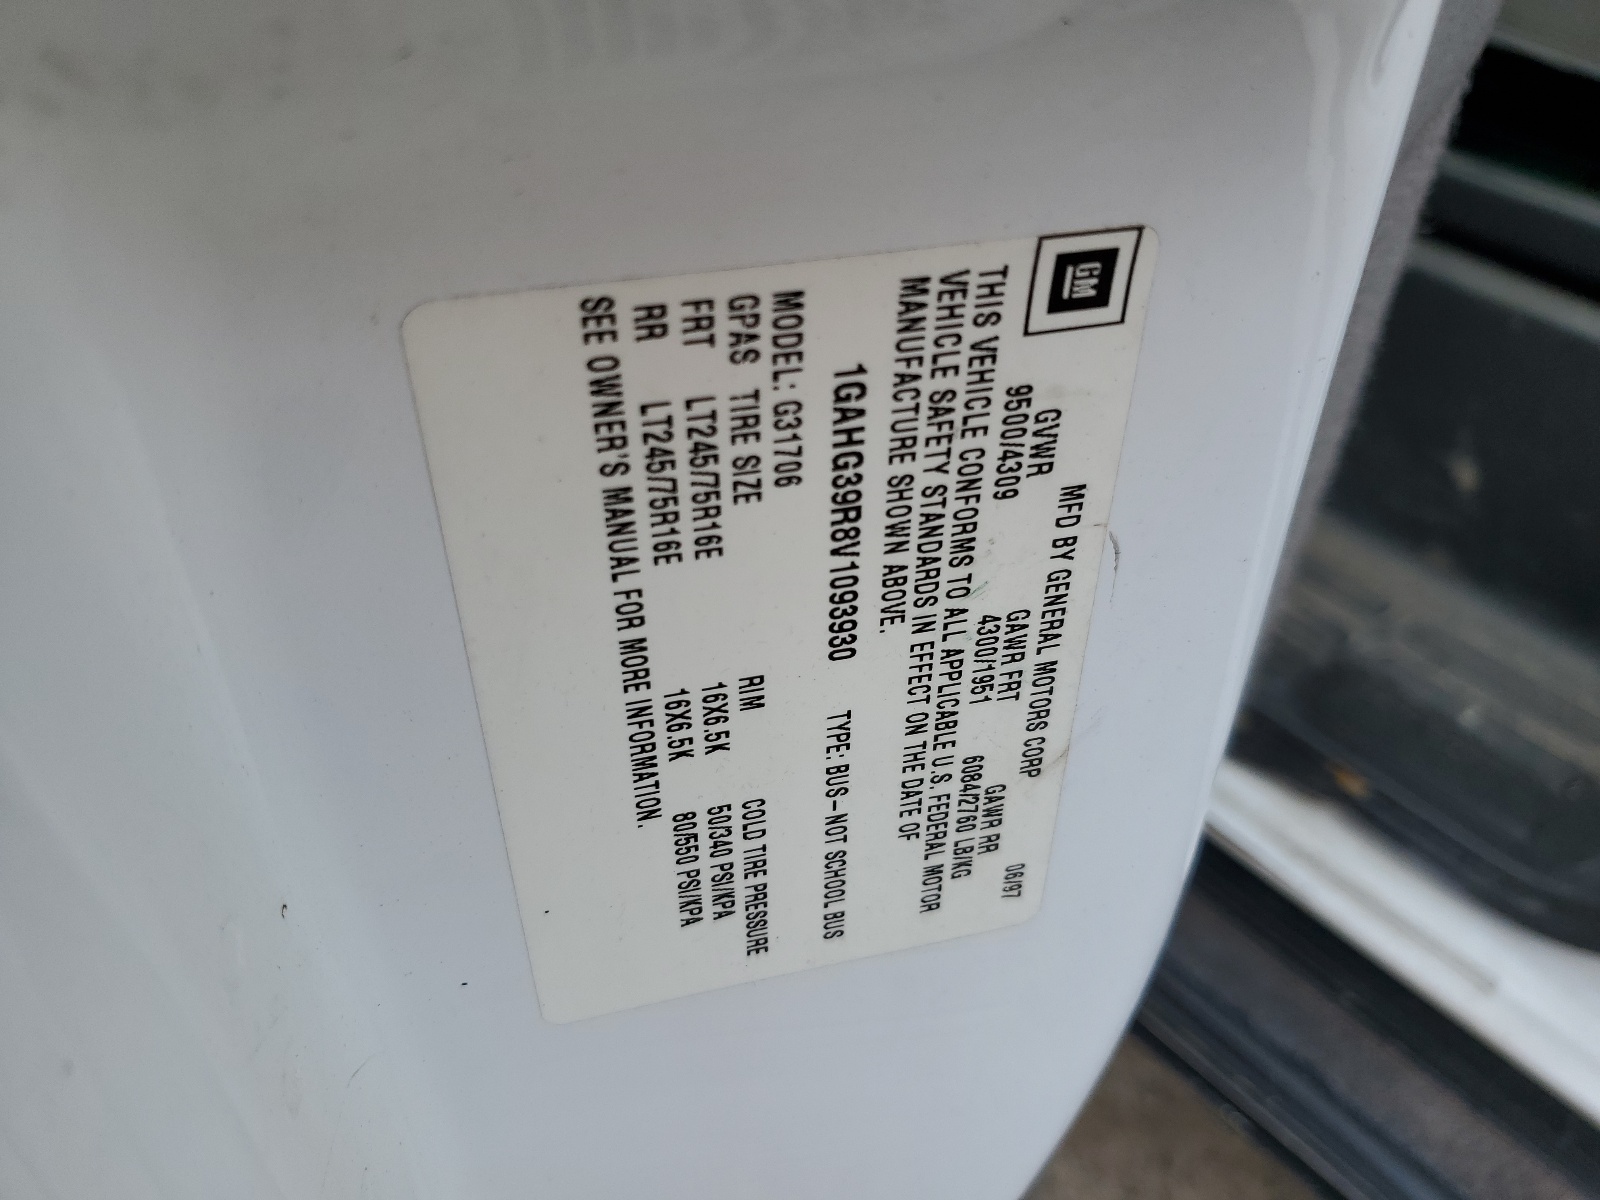 GM
MFD BY GENERAL MOTORS CORP 06/97
GVWR GAWR FRT GAWR RR
9500/4309 4300/1951 6084/2760 LB/KG
THIS VEHICLE CONFORMS TO ALL APPLICABLE U.S. FEDERAL MOTOR
VEHICLE SAFETY STANDARDS IN EFFECT ON THE DATE OF
MANUFACTURE SHOWN ABOVE.
1GAHG39R8V1093930 TYPE: BUS-NOT SCHOOL BUS
MODEL: G31706
GPAS TIRE SIZE RIM COLD TIRE PRESSURE
FRT LT245/75R16E 16X6.5K 50/340 PSI/KPA
RR LT245/75R16E 16X6.5K 80/550 PSI/KPA
SEE OWNER'S MANUAL FOR MORE INFORMATION.